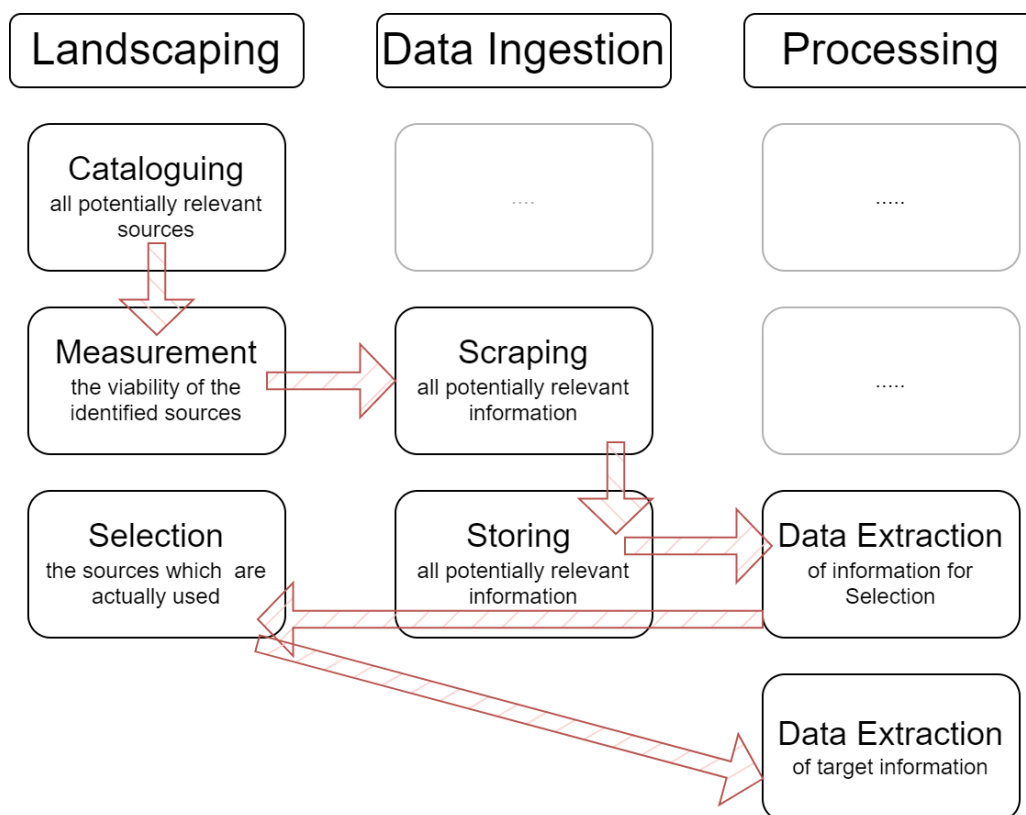 Landscaping
Data Ingestion
Processing
Cataloguing
all potentially relevant
sources
....
.....
Measurement
the viability of the
identified sources
Scraping
all potentially relevant
information
.....
Selection
the sources which are
actually used
Storing
all potentially relevant
information
Data Extraction
of information for
Selection
Data Extraction
of target information